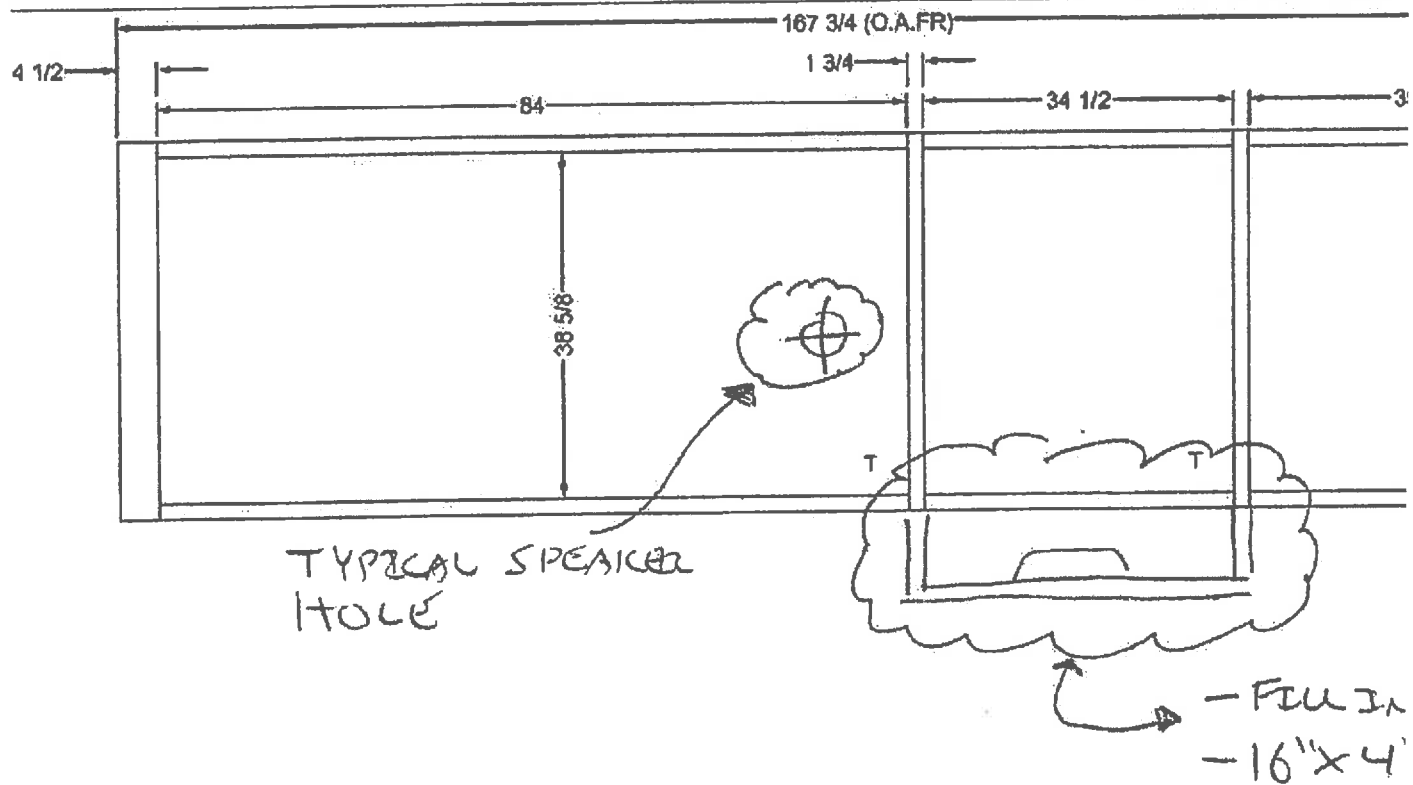 167 3/4 (O.A.FR)
4 1/2
1 3/4
84
34 1/2
38 5/8
T
T
TYPICAL SPEAKER
HOLE
- FILL IN
- 16" X 4"